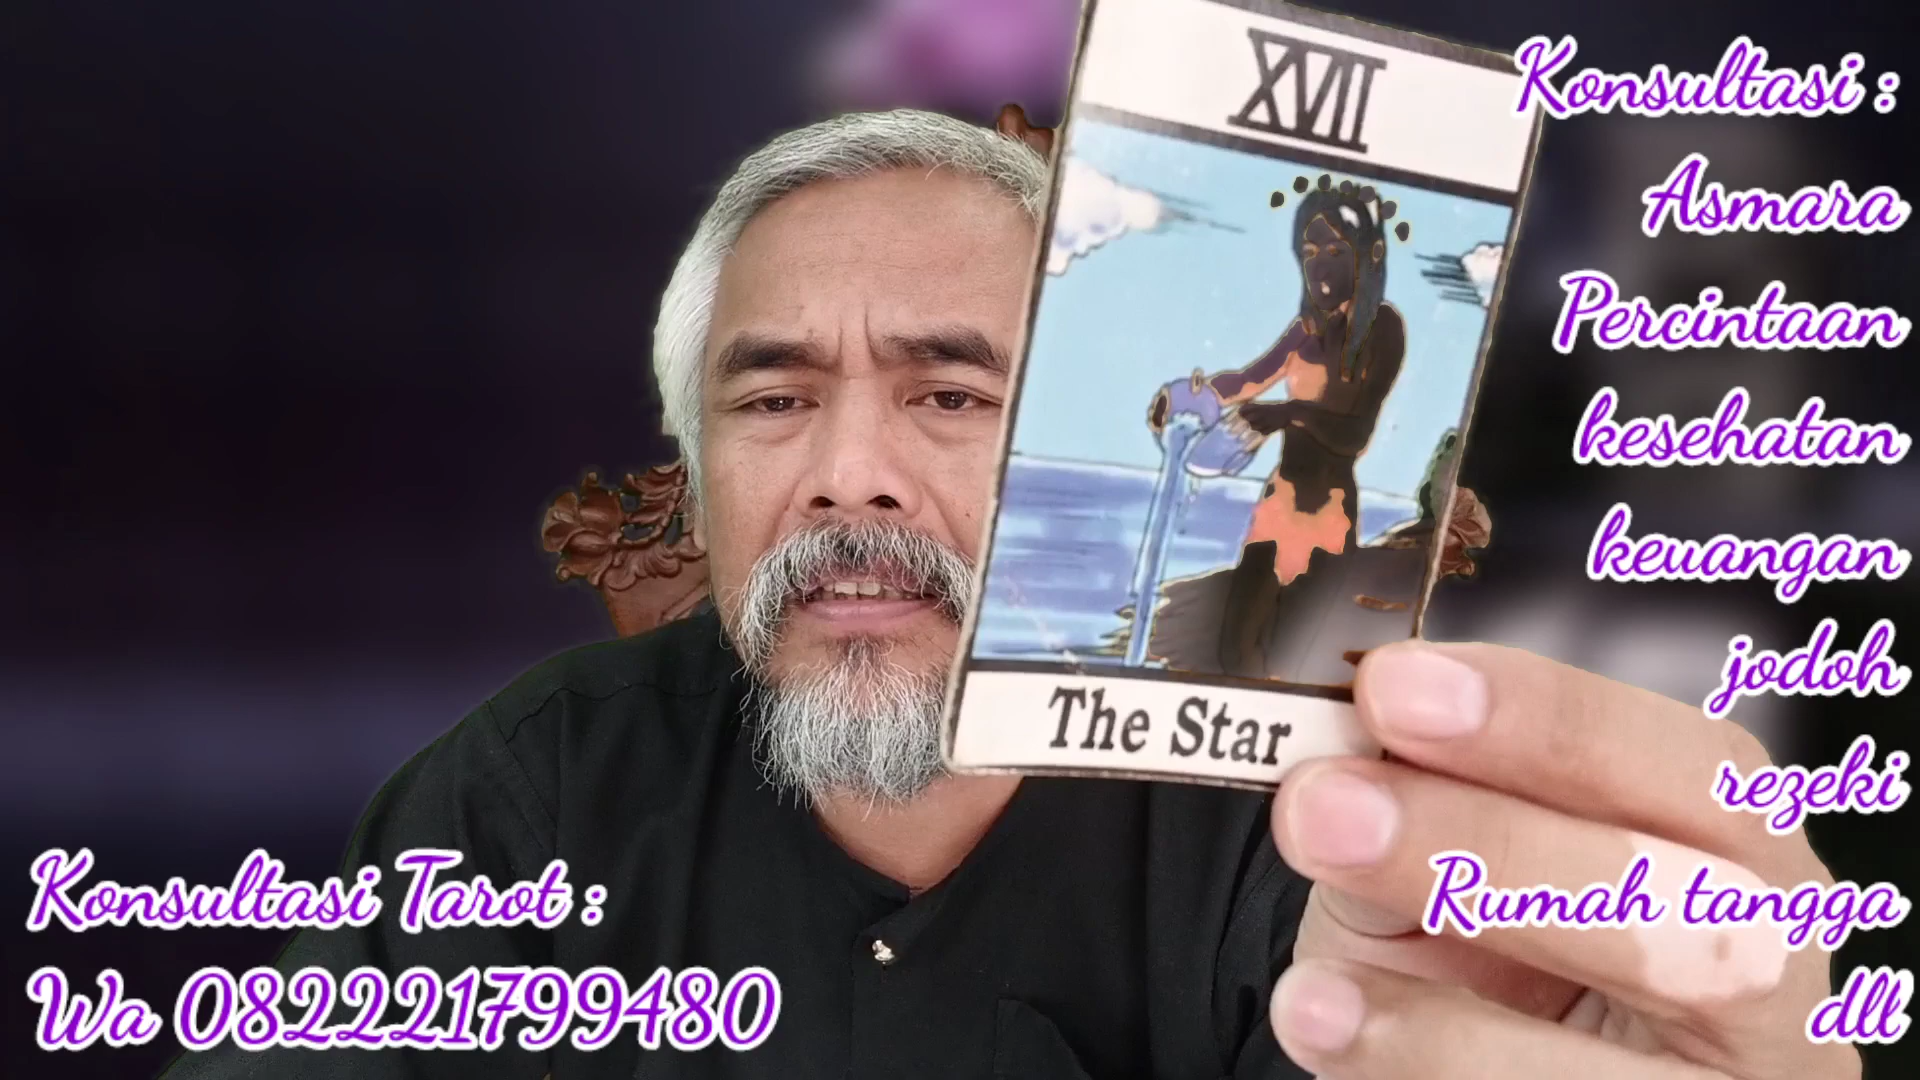 XVII
The Star
Konsultasi :
Asmara
Percintaan
kesehatan
keuangan
jodoh
rezeki
Rumah tangga
dll
Konsultasi Tarot :
Wa 082221799480